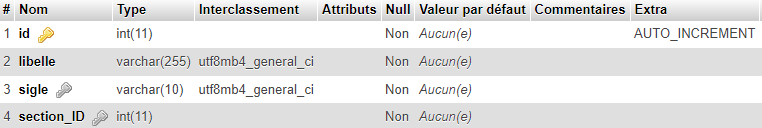 # Nom Type Interclassement Attributs Null Valeur par défaut Commentaires Extra
1 id int(11) Non Aucun(e) AUTO_INCREMENT
2 libelle varchar(255) utf8mb4_general_ci Non Aucun(e)
3 sigle varchar(10) utf8mb4_general_ci Non Aucun(e)
4 section_ID int(11) Non Aucun(e)